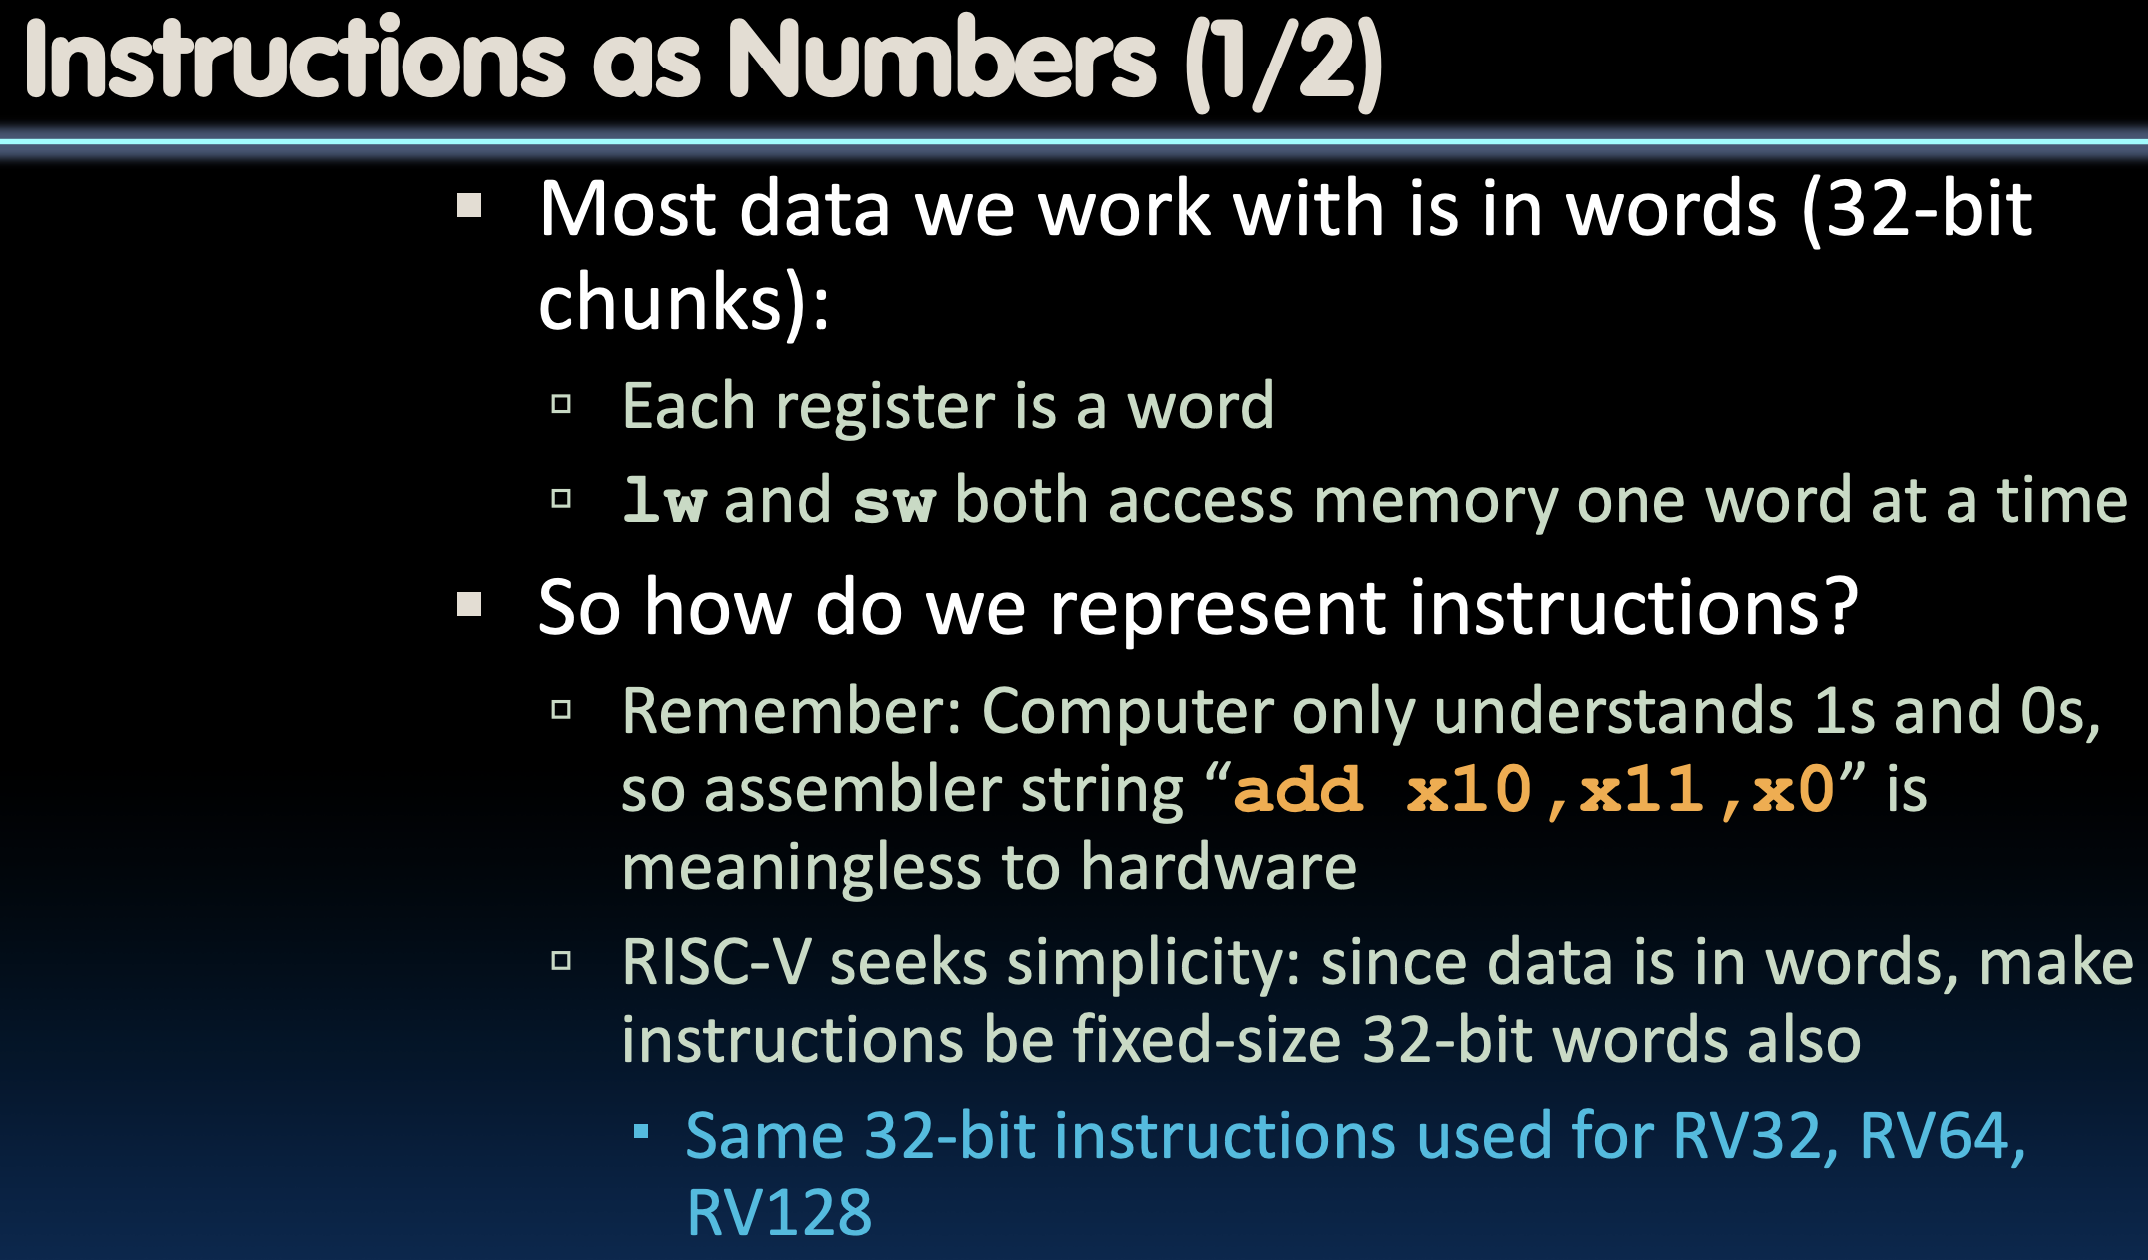 Instructions as Numbers (1/2)
Most data we work with is in words (32-bit
chunks):
Each register is a word
lw and sw both access memory one word at a time
So how do we represent instructions?
Remember: Computer only understands 1s and 0s,
so assembler string “add x10,x11,x0” is
meaningless to hardware
RISC-V seeks simplicity: since data is in words, make
instructions be fixed-size 32-bit words also
Same 32-bit instructions used for RV32, RV64,
RV128